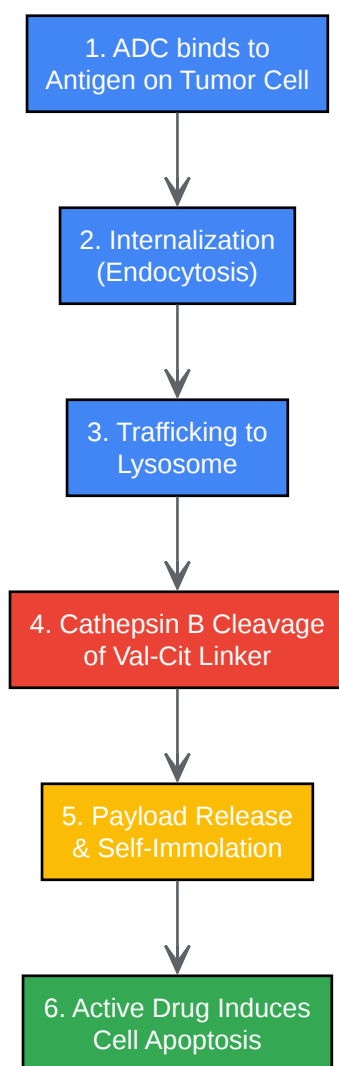 1. ADC binds to
Antigen on Tumor Cell
2. Internalization
(Endocytosis)
3. Trafficking to
Lysosome
4. Cathepsin B Cleavage
of Val-Cit Linker
5. Payload Release
& Self-Immolation
6. Active Drug Induces
Cell Apoptosis